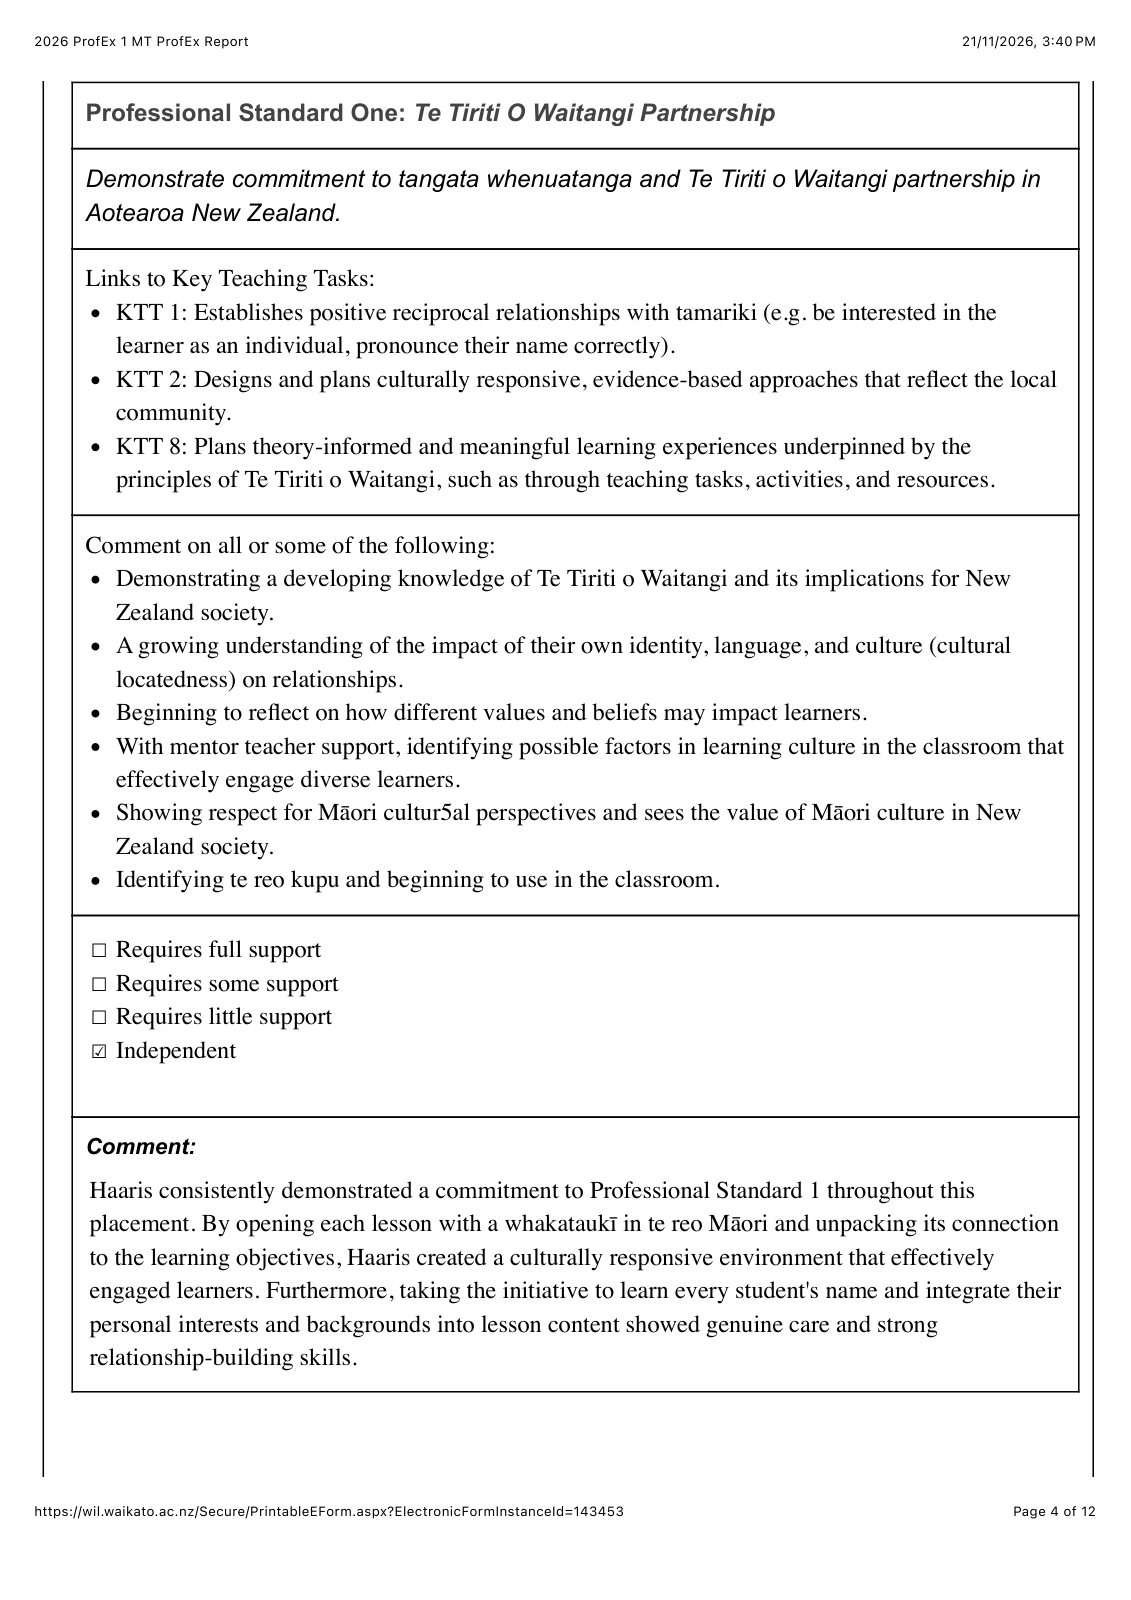 2026 ProfEx 1 MT ProfEx Report
21/11/2026, 3:40 PM
Professional Standard One: Te Tiriti O Waitangi Partnership
Demonstrate commitment to tangata whenuatanga and Te Tiriti o Waitangi partnership in
Aotearoa New Zealand.
Links to Key Teaching Tasks:
• KTT 1: Establishes positive reciprocal relationships with tamariki (e.g. be interested in the
learner as an individual, pronounce their name correctly).
• KTT 2: Designs and plans culturally responsive, evidence-based approaches that reflect the local
community.
• KTT 8: Plans theory-informed and meaningful learning experiences underpinned by the
principles of Te Tiriti o Waitangi, such as through teaching tasks, activities, and resources.
Comment on all or some of the following:
• Demonstrating a developing knowledge of Te Tiriti o Waitangi and its implications for New
Zealand society.
• A growing understanding of the impact of their own identity, language, and culture (cultural
locatedness) on relationships.
• Beginning to reflect on how different values and beliefs may impact learners.
• With mentor teacher support, identifying possible factors in learning culture in the classroom that
effectively engage diverse learners.
• Showing respect for Māori cultur5al perspectives and sees the value of Māori culture in New
Zealand society.
• Identifying te reo kupu and beginning to use in the classroom.
☐ Requires full support
☐ Requires some support
☐ Requires little support
☑ Independent
Comment:
Haaris consistently demonstrated a commitment to Professional Standard 1 throughout this
placement. By opening each lesson with a whakataukī in te reo Māori and unpacking its connection
to the learning objectives, Haaris created a culturally responsive environment that effectively
engaged learners. Furthermore, taking the initiative to learn every student's name and integrate their
personal interests and backgrounds into lesson content showed genuine care and strong
relationship-building skills.
https://wil.waikato.ac.nz/Secure/PrintableEForm.aspx?ElectronicFormInstanceId=143453
Page 4 of 12